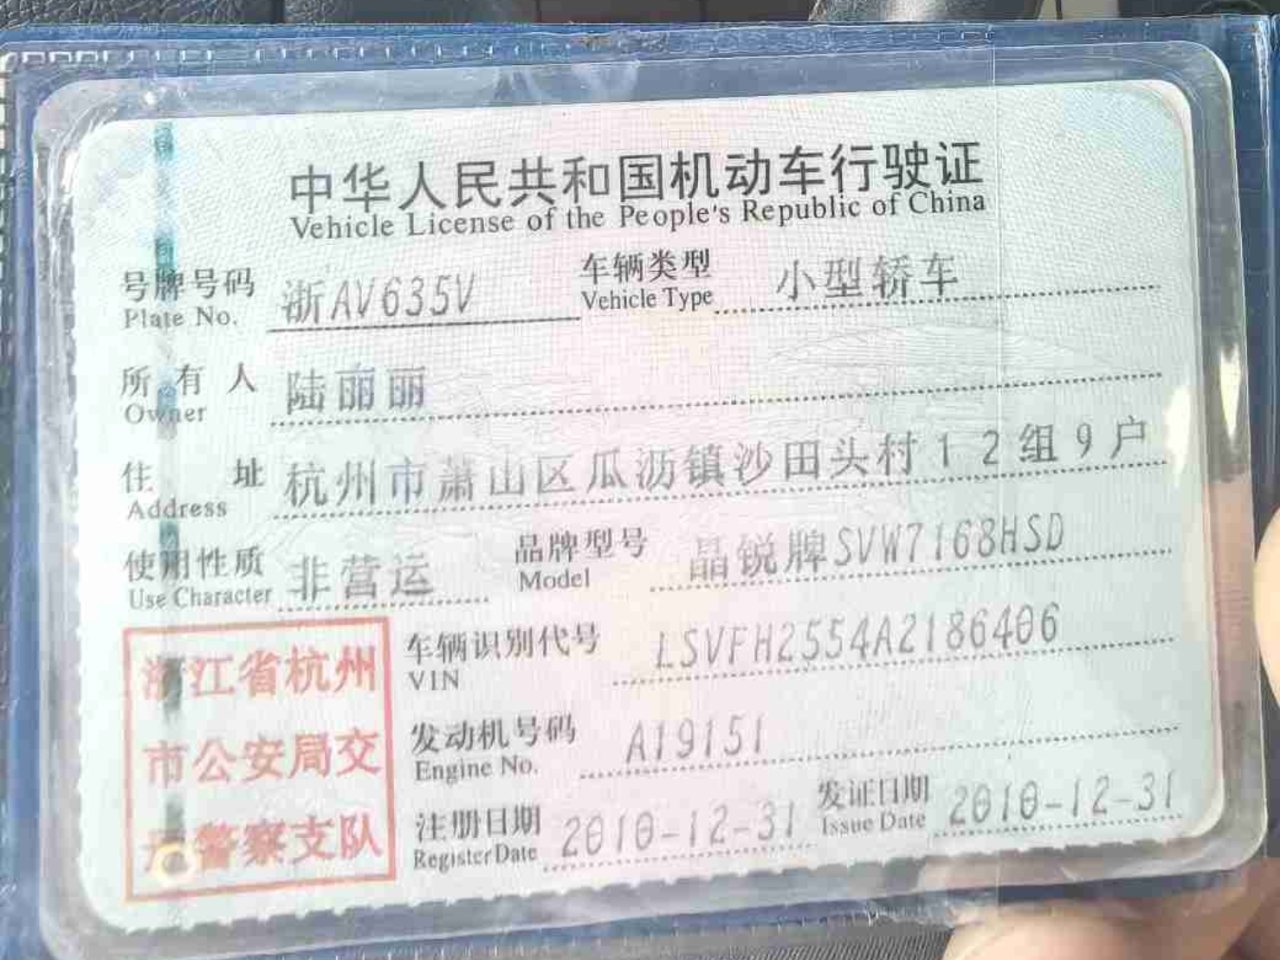 中华人民共和国机动车行驶证
Vehicle License of the People's Republic of China
号牌号码 浙AV635V 车辆类型 小型轿车
Plate No. Vehicle Type
所有人 陆丽丽
Owner
住址 杭州市萧山区瓜沥镇沙田头村12组9户
Address
使用性质 非营运 品牌型号 晶锐牌SVW7168HSD
Use Character Model
车辆识别代号 LSVFH2554A2186406
VIN
发动机号码 A19151
Engine No.
注册日期 2010-12-31 发证日期 2010-12-31
Register Date Issue Date
浙江省杭州
市公安局交
通警察支队